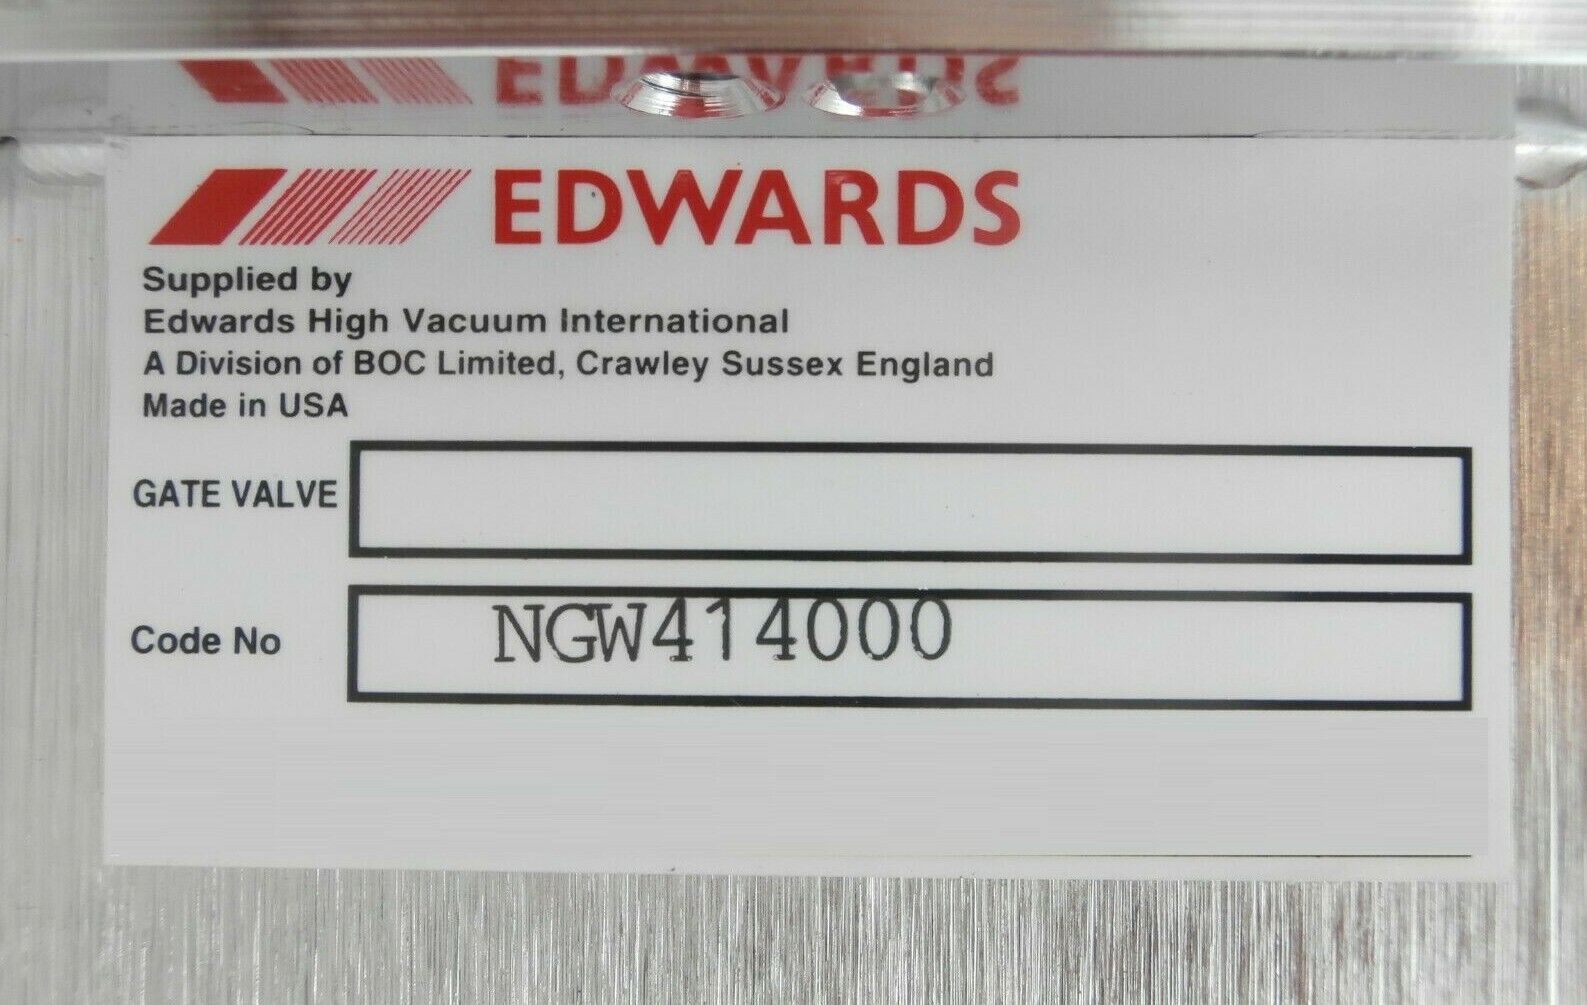 EDWARDS
Supplied by
Edwards High Vacuum International
A Division of BOC Limited, Crawley Sussex England
Made in USA
GATE VALVE
Code No NGW414000